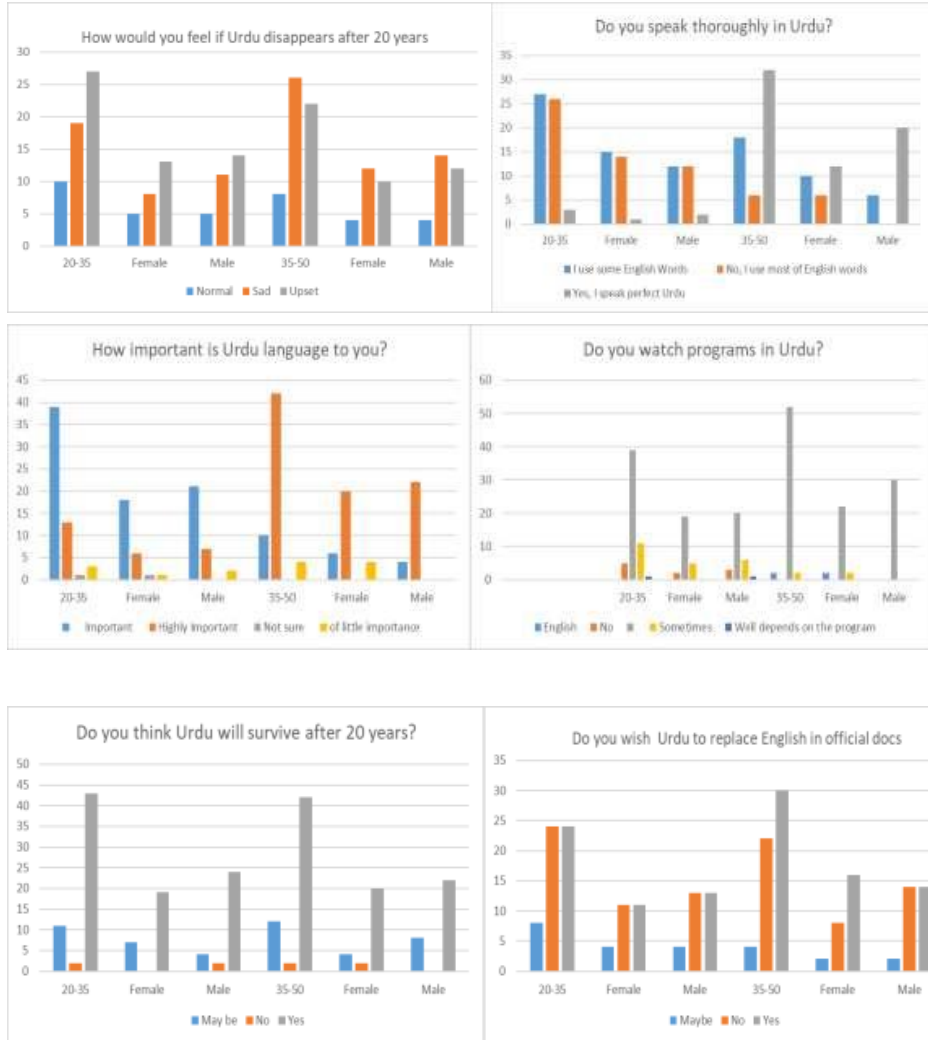 How would you feel if Urdu disappears after 20 years
30
25
20
15
10
5
0
20-35 Female Male 35-50 Female Male
Normal Sad Upset
Do you speak thoroughly in Urdu?
35
30
25
20
15
10
5
0
20-35 Female Male 35-50 Female Male
I use some English Words No, I use most of English words
Yes, I speak perfect Urdu
How important is Urdu language to you?
45
40
35
30
25
20
15
10
5
0
20-35 Female Male 35-50 Female Male
Important Highly Important Not sure of little importance
Do you watch programs in Urdu?
60
50
40
30
20
10
0
20-35 Female Male 35-50 Female Male
English No Sometimes Well depends on the program
Do you think Urdu will survive after 20 years?
50
45
40
35
30
25
20
15
10
5
0
20-35 Female Male 35-50 Female Male
May be No Yes
Do you wish Urdu to replace English in official docs
35
30
25
20
15
10
5
0
20-35 Female Male 35-50 Female Male
Maybe No Yes